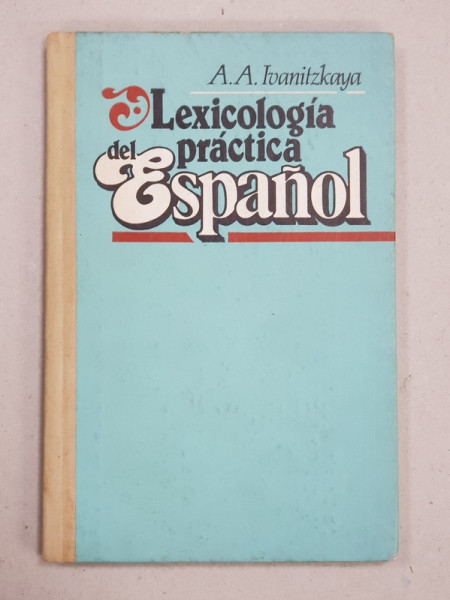 A. A. Ivanitzkaya
Lexicología
práctica
del Español